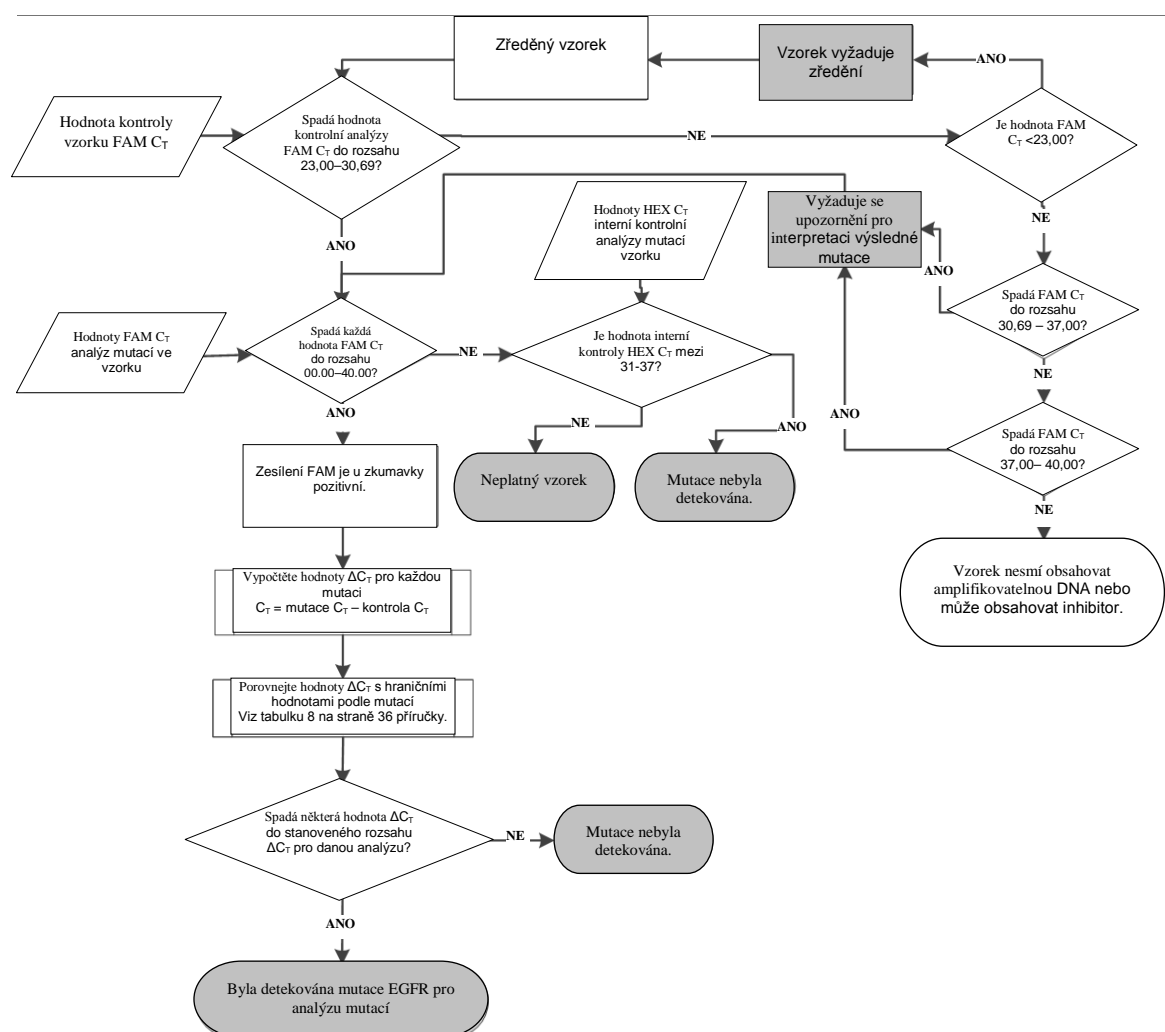 Zředěný vzorek
Vzorek vyžaduje
zředění
ANO
Hodnota kontroly
vzorku FAM CT
Spadá hodnota
kontrolní analýzy
FAM CT do rozsahu
23,00–30,69?
NE
Je hodnota FAM
CT <23,00?
ANO
NE
Hodnoty HEX CT
interní kontrolní
analýzy mutací
vzorku
Vyžaduje se
upozornění pro
interpretaci výsledné
mutace
ANO
Hodnoty FAM CT
analýz mutací ve
vzorku
Spadá každá
hodnota FAM CT
do rozsahu
00.00–40.00?
NE
Je hodnota interní
kontroly HEX CT mezi
31-37?
Spadá FAM CT
do rozsahu
30,69 – 37,00?
NE
ANO
NE
ANO
ANO
Spadá FAM CT
do rozsahu
37,00– 40,00?
NE
Zesílení FAM je u zkumavky
pozitivní.
Neplatný vzorek
Mutace nebyla
detekována.
Vzorek nesmí obsahovat
amplifikovatelnou DNA nebo
může obsahovat inhibitor.
Vypočtěte hodnoty ΔCT pro každou
mutaci
CT = mutace CT – kontrola CT
Porovnejte hodnoty ΔCT s hraničními
hodnotami podle mutací
Viz tabulku 8 na straně 36 příručky.
Spadá některá hodnota ΔCT
do stanoveného rozsahu
ΔCT pro danou analýzu?
NE
Mutace nebyla
detekována.
ANO
Byla detekována mutace EGFR pro
analýzu mutací